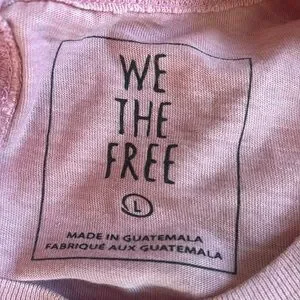 WE
THE
FREE
L
MADE IN GUATEMALA
FABRIQUÉ AUX GUATEMALA